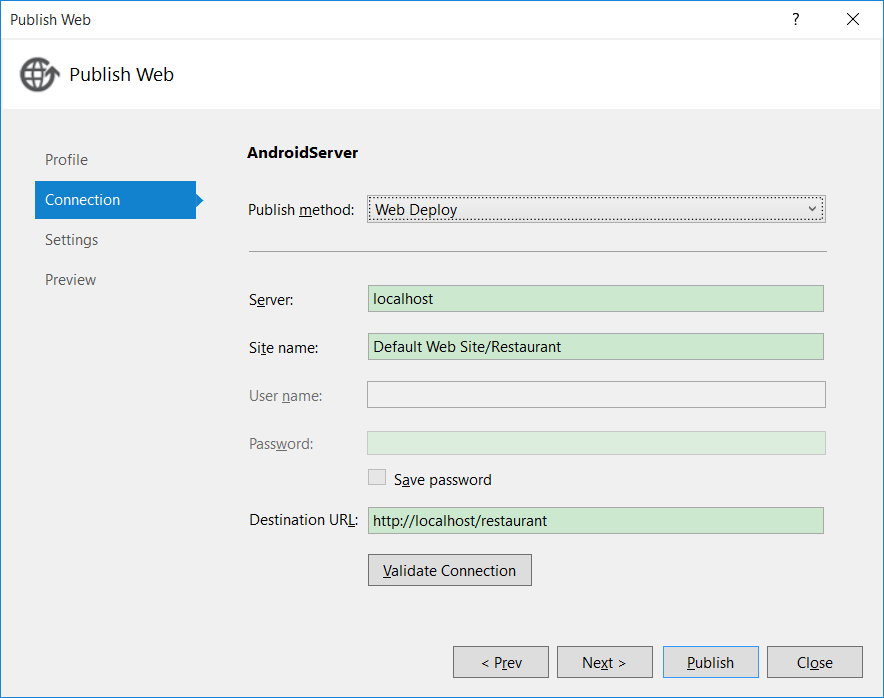 Publish Web
?
Publish Web
Profile
Connection
Settings
Preview
AndroidServer
Publish method: Web Deploy
Server: localhost
Site name: Default Web Site/Restaurant
User name:
Password:
Save password
Destination URL: http://localhost/restaurant
Validate Connection
< Prev Next > Publish Close